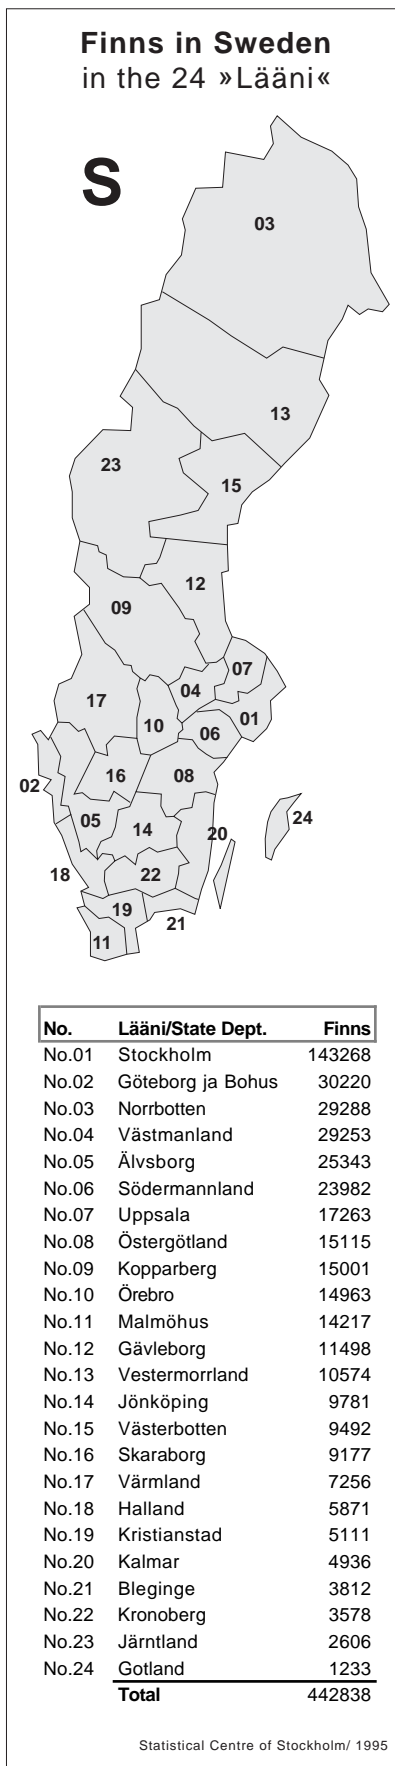 Finns in Sweden
in the 24 »Lääni«
S
03
13
23
15
12
09
07
04
17
01
10
06
16
08
02
05
14
20
24
18
22
19
21
11
No. Lääni/State Dept. Finns
No.01 Stockholm 143268
No.02 Göteborg ja Bohus 30220
No.03 Norrbotten 29288
No.04 Västmanland 29253
No.05 Älvsborg 25343
No.06 Södermannland 23982
No.07 Uppsala 17263
No.08 Östergötland 15115
No.09 Kopparberg 15001
No.10 Örebro 14963
No.11 Malmöhus 14217
No.12 Gävleborg 11498
No.13 Vestermorrland 10574
No.14 Jönköping 9781
No.15 Västerbotten 9492
No.16 Skaraborg 9177
No.17 Värmland 7256
No.18 Halland 5871
No.19 Kristianstad 5111
No.20 Kalmar 4936
No.21 Bleginge 3812
No.22 Kronoberg 3578
No.23 Järntland 2606
No.24 Gotland 1233
Total 442838
Statistical Centre of Stockholm/ 1995